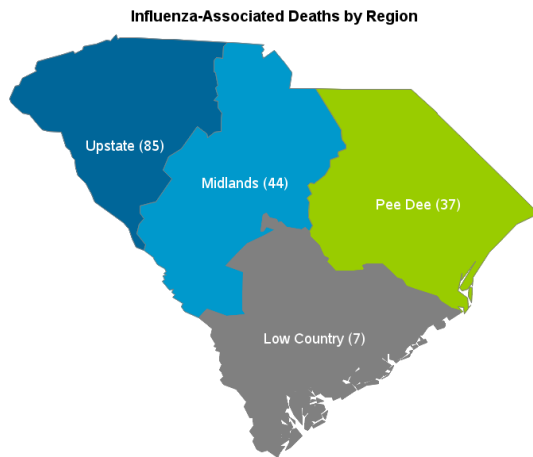 Influenza-Associated Deaths by Region
Upstate (85)
Midlands (44)
Pee Dee (37)
Low Country (7)